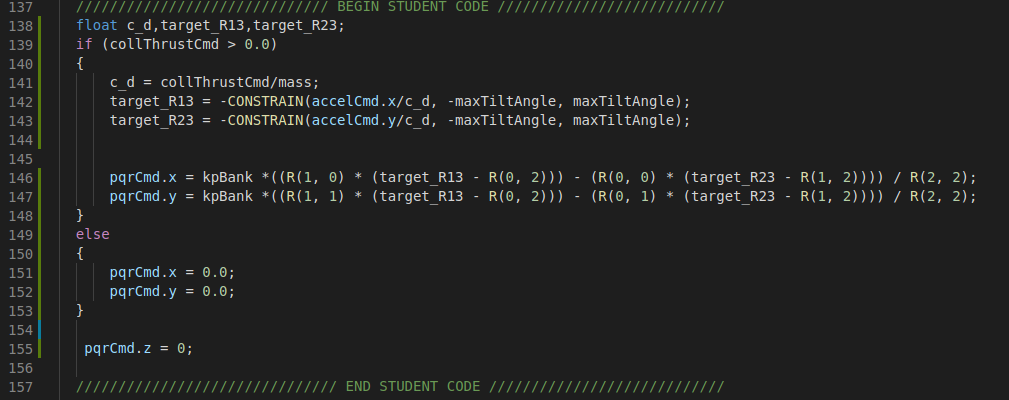 137 ////////////////////////////// BEGIN STUDENT CODE ///////////////////////////
138 float c_d,target_R13,target_R23;
139 if (collThrustCmd > 0.0)
140 {
141 c_d = collThrustCmd/mass;
142 target_R13 = -CONSTRAIN(accelCmd.x/c_d, -maxTiltAngle, maxTiltAngle);
143 target_R23 = -CONSTRAIN(accelCmd.y/c_d, -maxTiltAngle, maxTiltAngle);
144
145
146 pqrCmd.x = kpBank *((R(1, 0) * (target_R13 - R(0, 2))) - (R(0, 0) * (target_R23 - R(1, 2)))) / R(2, 2);
147 pqrCmd.y = kpBank *((R(1, 1) * (target_R13 - R(0, 2))) - (R(0, 1) * (target_R23 - R(1, 2)))) / R(2, 2);
148 }
149 else
150 {
151 pqrCmd.x = 0.0;
152 pqrCmd.y = 0.0;
153 }
154
155 pqrCmd.z = 0;
156
157 /////////////////////////////// END STUDENT CODE ////////////////////////////